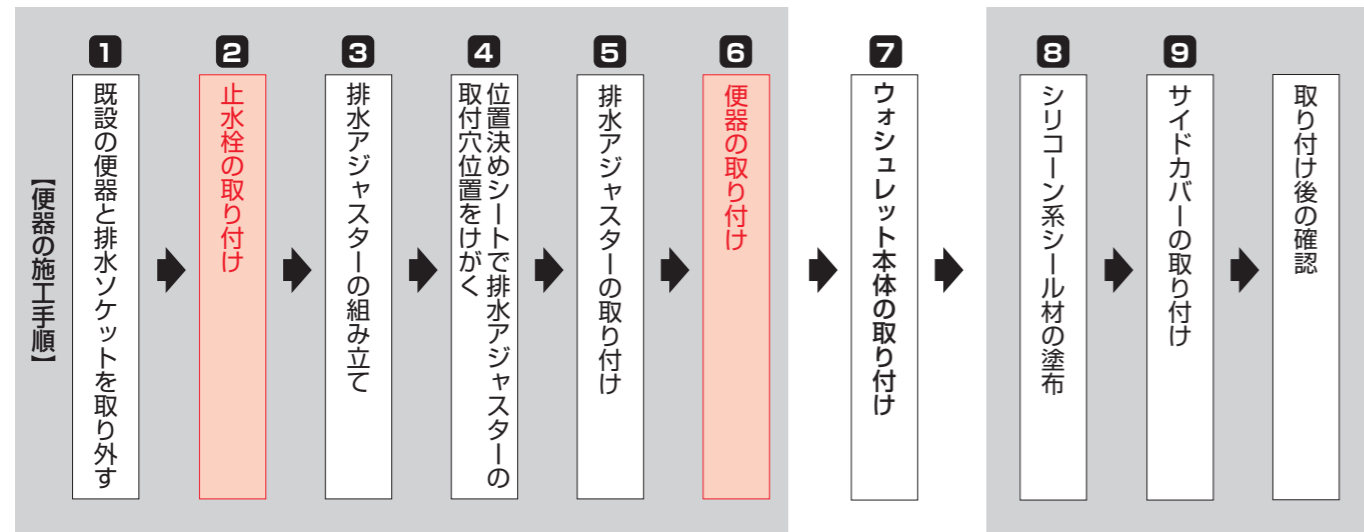 【便器の施工手順】
1
既設の便器と排水ソケットを取り外す
2
止水栓の取り付け
3
排水アジャスターの組み立て
4
位置決めシートで排水アジャスターの
取付穴位置をけがく
5
排水アジャスターの取り付け
6
便器の取り付け
7
ウォシュレット本体の取り付け
8
シリコーン系シール材の塗布
9
サイドカバーの取り付け
取り付け後の確認